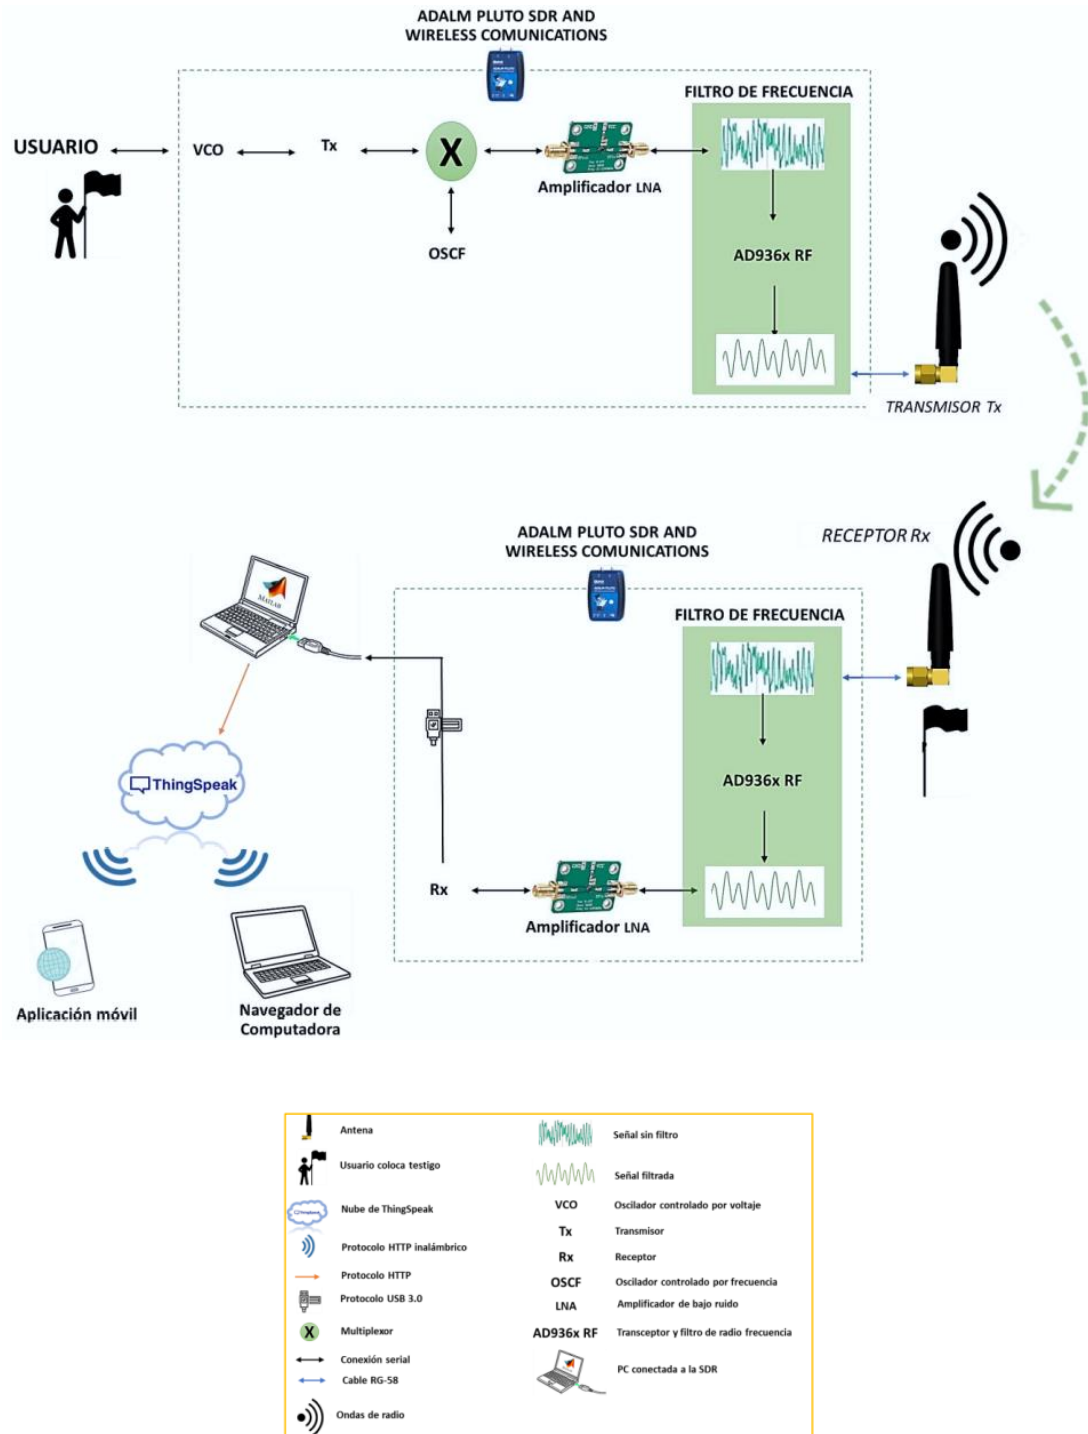 ADALM PLUTO SDR AND
WIRELESS COMUNICATIONS
FILTRO DE FRECUENCIA
USUARIO
VCO
Tx
X
Amplificador LNA
OSCF
AD936x RF
TRANSMISOR Tx
ADALM PLUTO SDR AND
WIRELESS COMUNICATIONS
RECEPTOR Rx
FILTRO DE FRECUENCIA
MATLAB
ThingSpeak
AD936x RF
Rx
Amplificador LNA
Aplicación móvil
Navegador de
Computadora
Antena
Usuario coloca testigo
Nube de ThingSpeak
Protocolo HTTP inalámbrico
Protocolo HTTP
Protocolo USB 3.0
X
Multiplexor
Conexión serial
Cable RG-58
Ondas de radio
Señal sin filtro
Señal filtrada
VCO Oscilador controlado por voltaje
Tx Transmisor
Rx Receptor
OSCF Oscilador controlado por frecuencia
LNA Amplificador de bajo ruido
AD936x RF Transceptor y filtro de radio frecuencia
PC conectada a la SDR